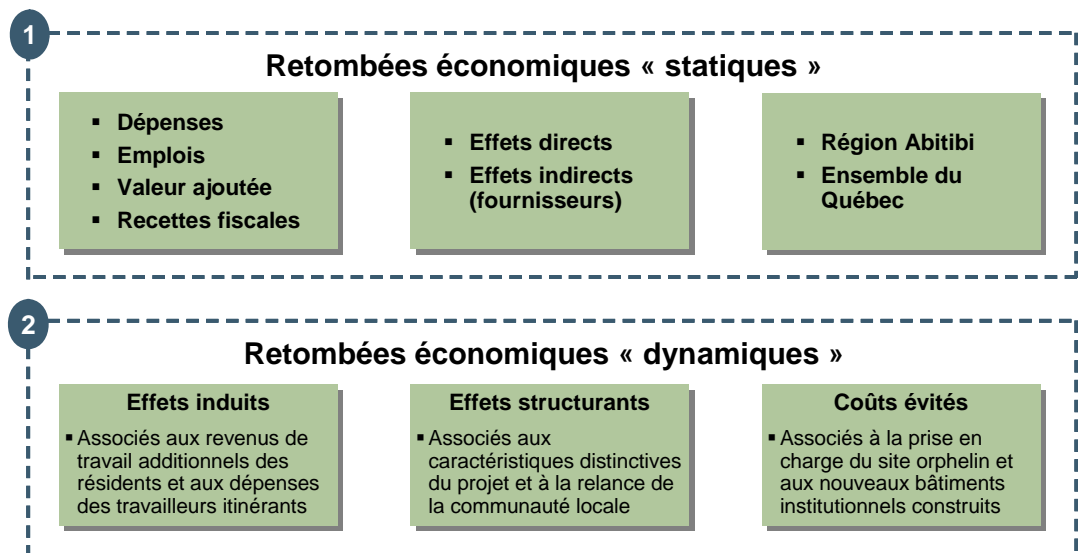 1
Retombées économiques « statiques »
▪ Dépenses
▪ Emplois
▪ Valeur ajoutée
▪ Recettes fiscales
▪ Effets directs
▪ Effets indirects
(fournisseurs)
▪ Région Abitibi
▪ Ensemble du
Québec
2
Retombées économiques « dynamiques »
Effets induits
▪ Associés aux revenus de
travail additionnels des
résidents et aux dépenses
des travailleurs itinérants
Effets structurants
▪ Associés aux
caractéristiques distinctives
du projet et à la relance de
la communauté locale
Coûts évités
▪ Associés à la prise en
charge du site orphelin et
aux nouveaux bâtiments
institutionnels construits